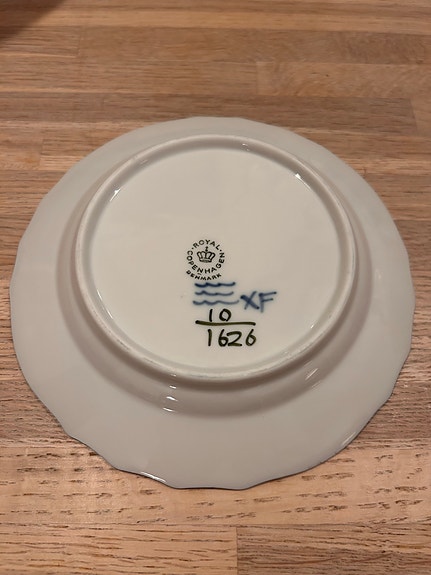 ROYAL
COPENHAGEN
DENMARK
XF
10
1626